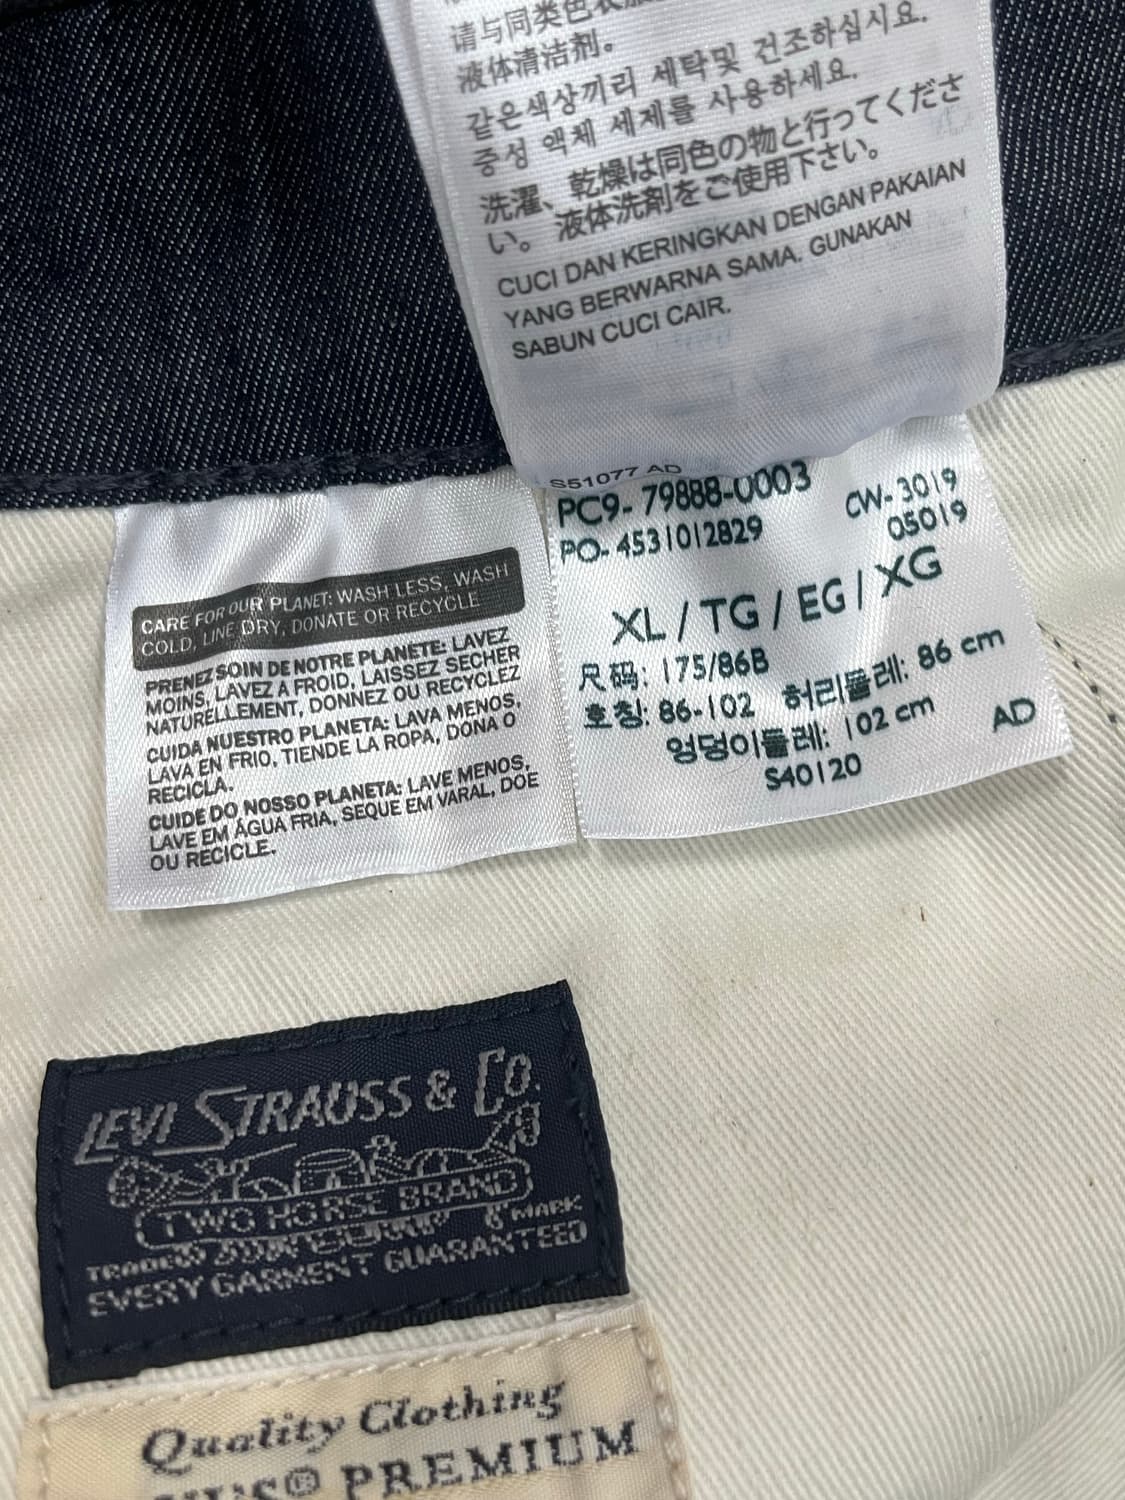 请与同类色衣服
液体清洁剂。
같은색상끼리 세탁및 건조하십시요.
중성 액체 세제를 사용하세요.
洗濯、乾燥は同色の物と行ってくださ
い。 液体洗剤をご使用下さい。
CUCI DAN KERINGKAN DENGAN PAKAIAN
YANG BERWARNA SAMA. GUNAKAN
SABUN CUCI CAIR.
S51077 AD
PC9- 79888-0003 CW-3019
PO-4531012829 05019
XL / TG / EG / XG
尺码: 175/86B
호칭: 86-102 허리둘레: 86 cm
엉덩이둘레: 102 cm AD
S40120
CARE FOR OUR PLANET: WASH LESS, WASH
COLD, LINE DRY, DONATE OR RECYCLE
PRENEZ SOIN DE NOTRE PLANETE: LAVEZ
MOINS, LAVEZ A FROID, LAISSEZ SECHER
NATURELLEMENT, DONNEZ OU RECYCLEZ
CUIDA NUESTRO PLANETA: LAVA MENOS,
LAVA EN FRIO, TIENDE LA ROPA, DONA O
RECICLA.
CUIDE DO NOSSO PLANETA: LAVE MENOS,
LAVE EM ÁGUA FRIA, SEQUE EM VARAL, DOE
OU RECICLE.
LEVI STRAUSS & CO.
TWO HORSE BRAND
TRADE MARK
EVERY GARMENT GUARANTEED
Quality Clothing
® PREMIUM